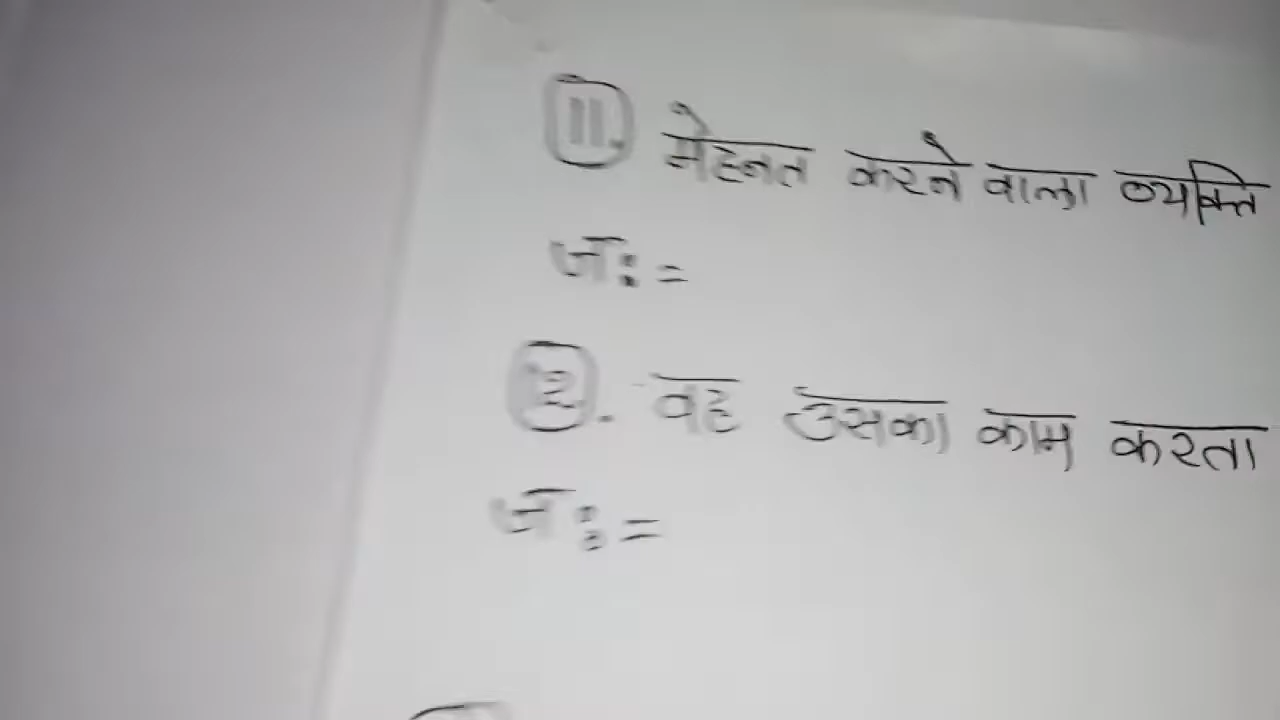 11. मेहनत करने वाला व्यक्ति
ज:=
12. वह उसका काम करता
ज:=